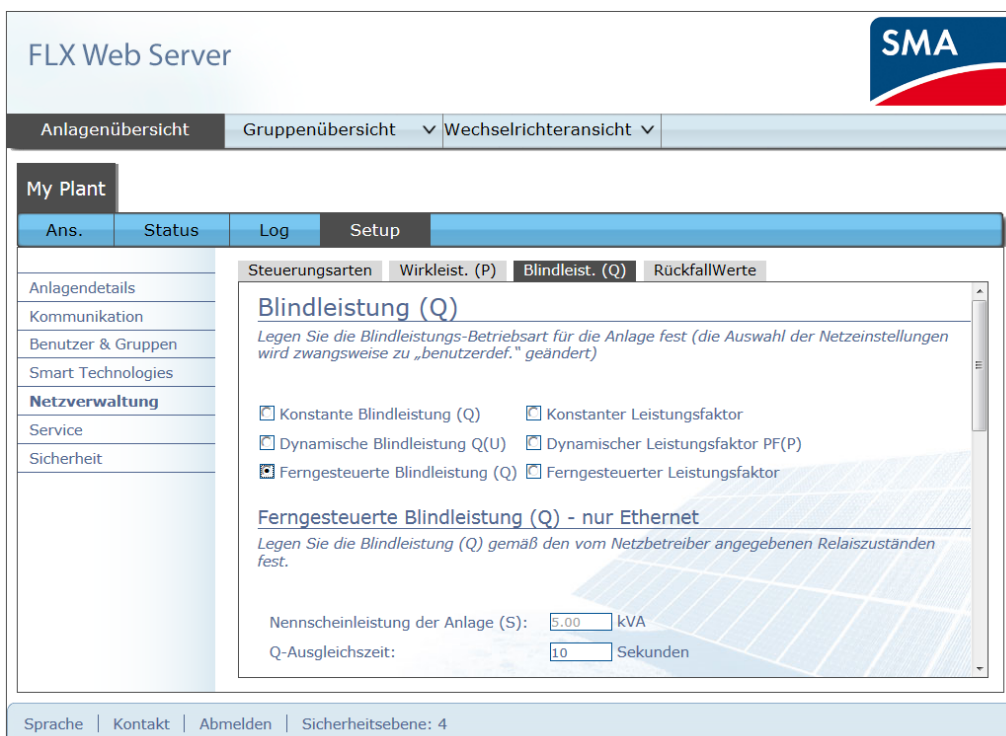 FLX Web Server
SMA
Anlagenübersicht
Gruppenübersicht
Wechselrichteransicht
My Plant
Ans.
Status
Log
Setup
Anlagendetails
Kommunikation
Benutzer & Gruppen
Smart Technologies
Netzverwaltung
Service
Sicherheit
Steuerungsarten
Wirkleist. (P)
Blindleist. (Q)
RückfallWerte
Blindleistung (Q)
Legen Sie die Blindleistungs-Betriebsart für die Anlage fest (die Auswahl der Netzeinstellungen
wird zwangsweise zu „benutzerdef.“ geändert)
Konstante Blindleistung (Q)
Konstanter Leistungsfaktor
Dynamische Blindleistung Q(U)
Dynamischer Leistungsfaktor PF(P)
Ferngesteuerte Blindleistung (Q)
Ferngesteuerter Leistungsfaktor
Ferngesteuerte Blindleistung (Q) - nur Ethernet
Legen Sie die Blindleistung (Q) gemäß den vom Netzbetreiber angegebenen Relaiszuständen
fest.
Nennscheinleistung der Anlage (S): 5.00 kVA
Q-Ausgleichszeit: 10 Sekunden
Sprache | Kontakt | Abmelden | Sicherheitsebene: 4